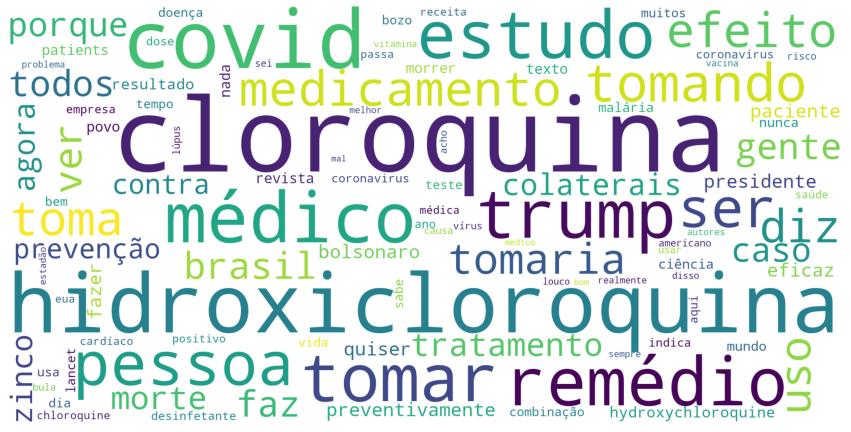 porque
doença
covid
bozo
receita
muitos
estudo
efeito
patients
dose
vitamina
passa
coronavírus
risco
problema
todos
resultado
nada
sei
medicamento
morrer
texto
vacina
tomando
agora
ver
empresa
tempo
povo
lúpus
cloroquina
melhor
acho
malária
paciente
nunca
gente
contra
revista
mal
coronavirus
teste
colaterais
presidente
saúde
bem
toma
médico
médica
ano
causa
vírus
trump
ser
diz
autores
prevenção
estadão
brasil
bolsonaro
tomaria
medico
usar
americano
caso
ciência
disso
eficaz
fazer
eua
sabe
louco
bom
realmente
aqui
hidroxicloroquina
zinco
lancet
cardíaco
positivo
vida
quiser
tratamento
indica
sempre
mundo
uso
usa
bula
dia
pessoa
tomar
remédio
chloroquine
morte
desinfetante
faz
preventivamente
combinação
hydroxychloroquine